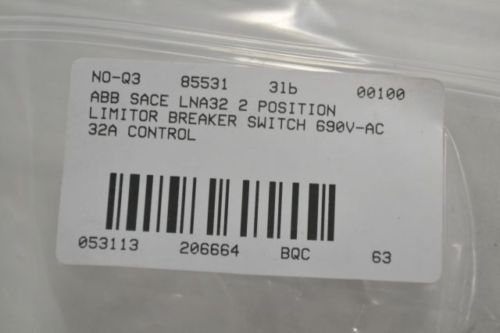 NO-Q3 85531 3lb 00100
ABB SACE LNA32 2 POSITION
LIMITOR BREAKER SWITCH 690V-AC
32A CONTROL
053113 206664 BQC 63